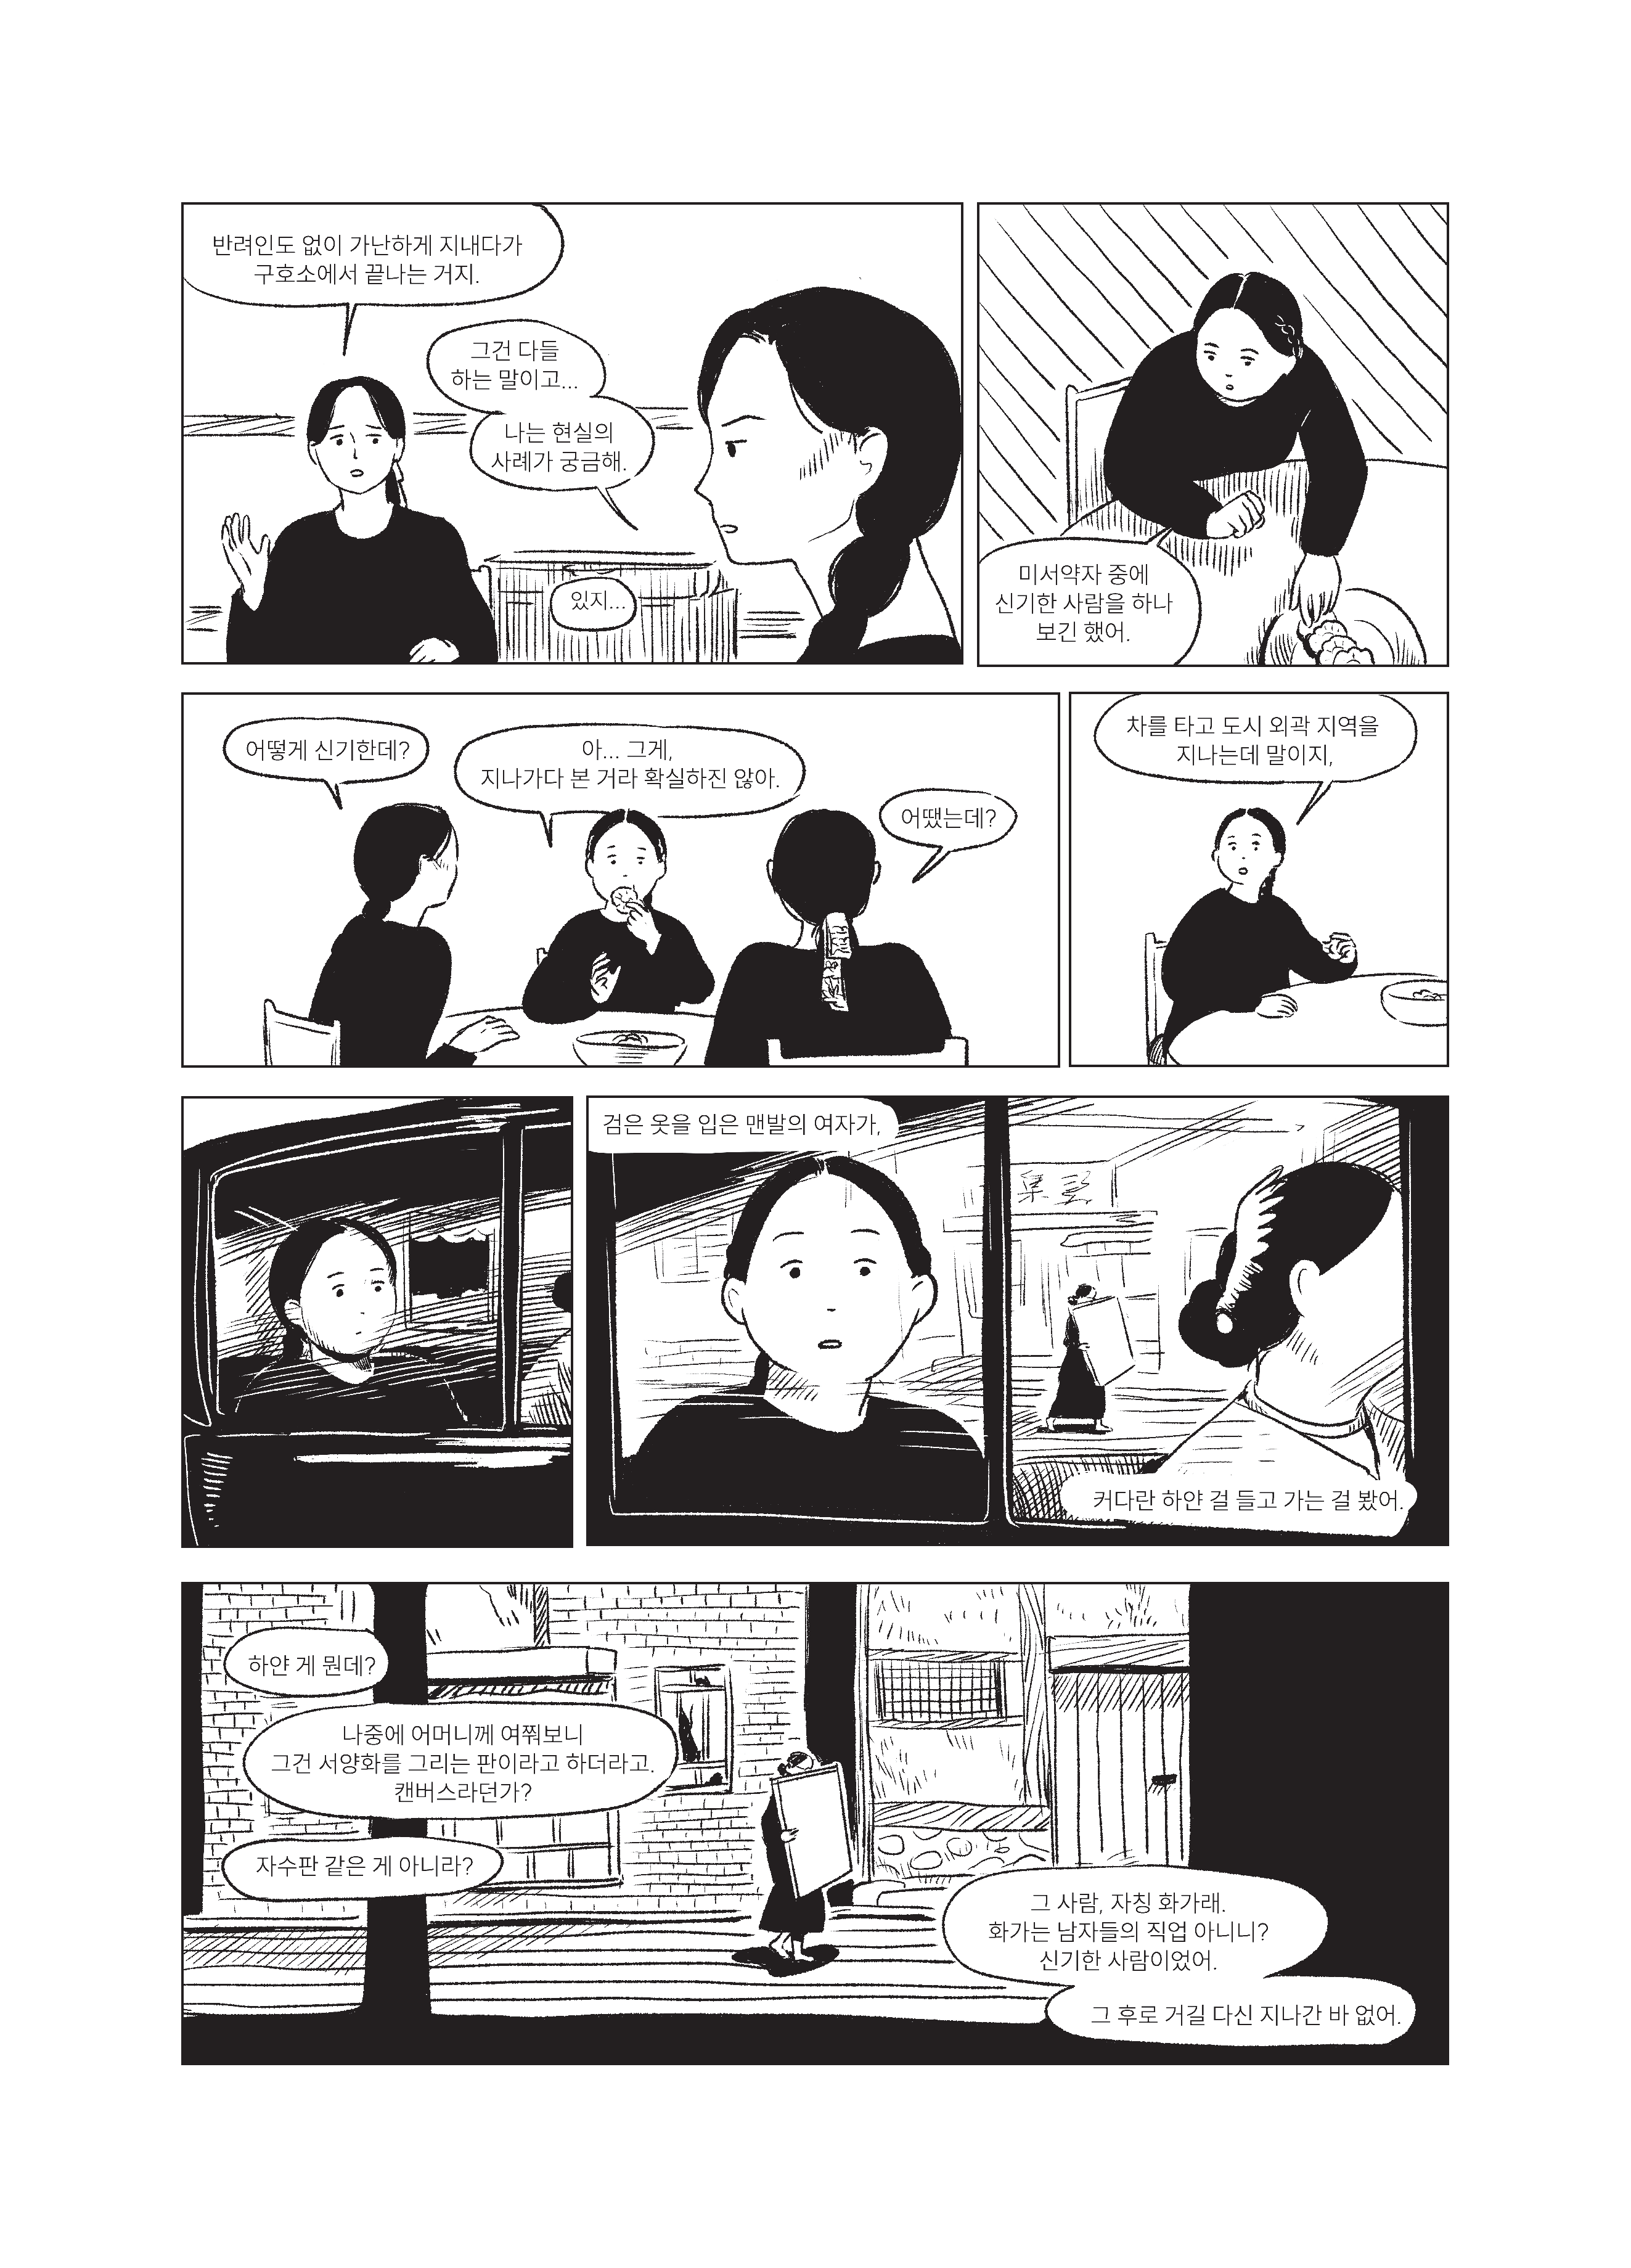 반려인도 없이 가난하게 지내다가
구호소에서 끝나는 거지.
그건 다들
하는 말이고...
나는 현실의
사례가 궁금해.
있지...
미서약자 중에
신기한 사람을 하나
보긴 했어.
어떻게 신기한데?
아... 그게,
지나가다 본 거라 확실하진 않아.
어땠는데?
차를 타고 도시 외곽 지역을
지나는데 말이지,
검은 옷을 입은 맨발의 여자가,
커다란 하얀 걸 들고 가는 걸 봤어.
하얀 게 뭔데?
나중에 어머니께 여쭤보니
그건 서양화를 그리는 판이라고 하더라고.
캔버스라던가?
자수판 같은 게 아니라?
그 사람, 자칭 화가래.
화가는 남자들의 직업 아니니?
신기한 사람이었어.
그 후로 거길 다신 지나간 바 없어.